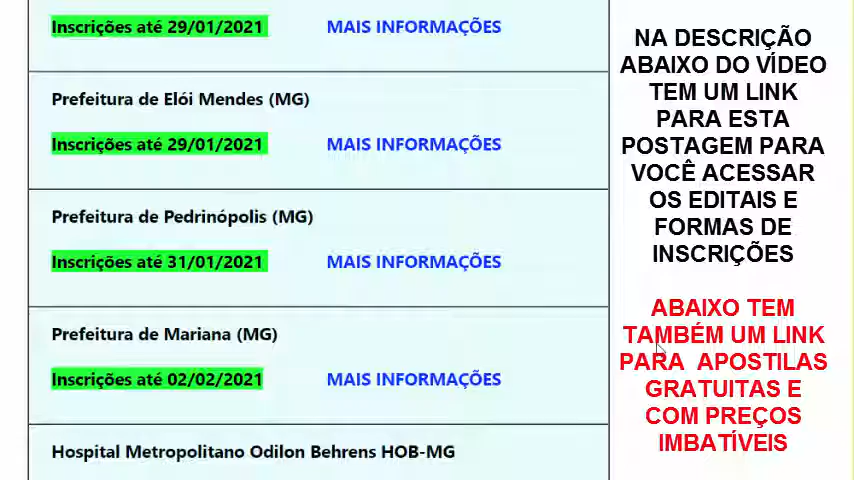 Inscrições até 29/01/2021 MAIS INFORMAÇÕES
Prefeitura de Elói Mendes (MG)
Inscrições até 29/01/2021 MAIS INFORMAÇÕES
Prefeitura de Pedrinópolis (MG)
Inscrições até 31/01/2021 MAIS INFORMAÇÕES
Prefeitura de Mariana (MG)
Inscrições até 02/02/2021 MAIS INFORMAÇÕES
Hospital Metropolitano Odilon Behrens HOB-MG
NA DESCRIÇÃO
ABAIXO DO VÍDEO
TEM UM LINK
PARA ESTA
POSTAGEM PARA
VOCÊ ACESSAR
OS EDITAIS E
FORMAS DE
INSCRIÇÕES
ABAIXO TEM
TAMBÉM UM LINK
PARA APOSTILAS
GRATUITAS E
COM PREÇOS
IMBATÍVEIS